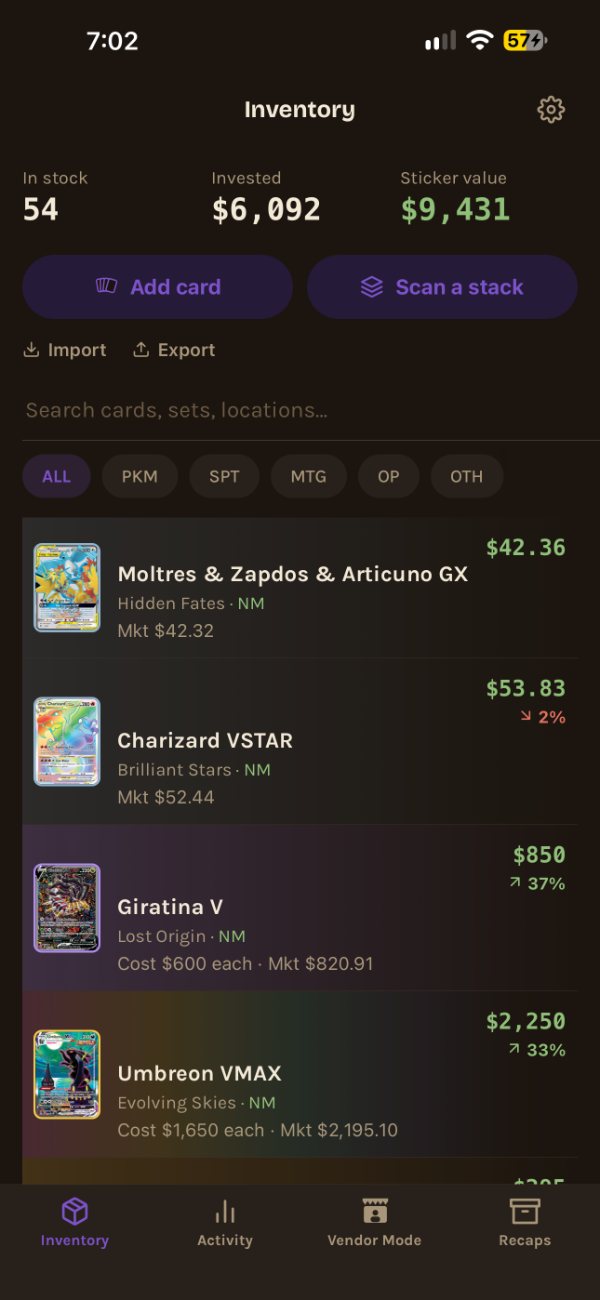 7:02
57
Inventory
In stock Invested Sticker value
54 $6,092 $9,431
Add card Scan a stack
Import Export
Search cards, sets, locations…
ALL PKM SPT MTG OP OTH
$42.36
Moltres & Zapdos & Articuno GX
Hidden Fates · NM
Mkt $42.32
$53.83
↘ 2%
Charizard VSTAR
Brilliant Stars · NM
Mkt $52.44
$850
↗ 37%
Giratina V
Lost Origin · NM
Cost $600 each · Mkt $820.91
$2,250
↗ 33%
Umbreon VMAX
Evolving Skies · NM
Cost $1,650 each · Mkt $2,195.10
Inventory Activity Vendor Mode Recaps